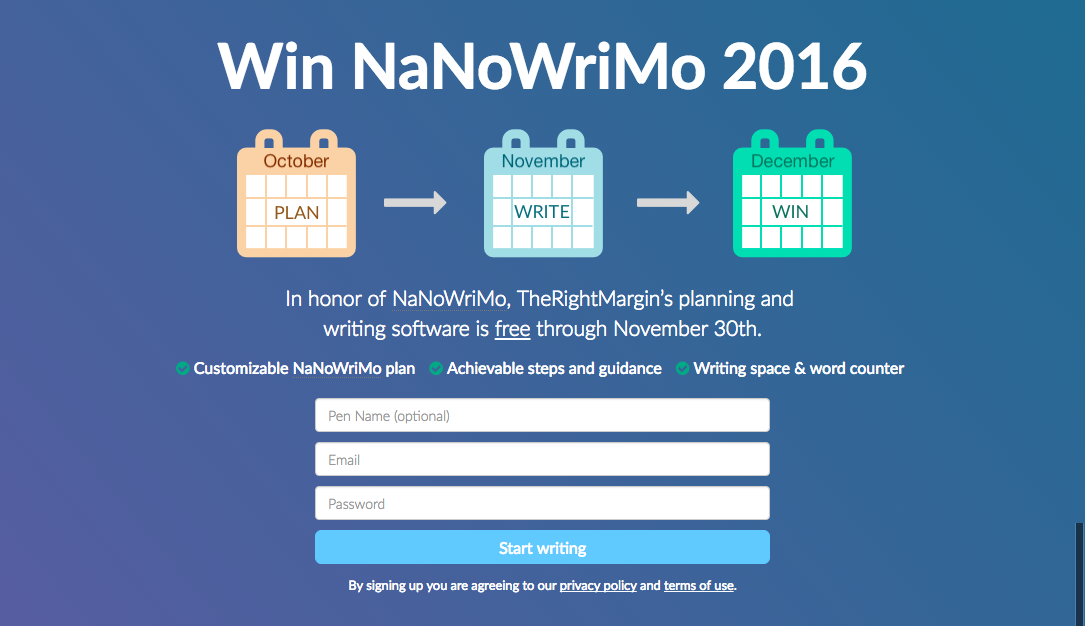 Win NaNoWriMo 2016
October
November
December
PLAN
WRITE
WIN
In honor of NaNoWriMo, TheRightMargin’s planning and
writing software is free through November 30th.
Customizable NaNoWriMo plan Achievable steps and guidance Writing space & word counter
Pen Name (optional)
Email
Password
Start writing
By signing up you are agreeing to our privacy policy and terms of use.